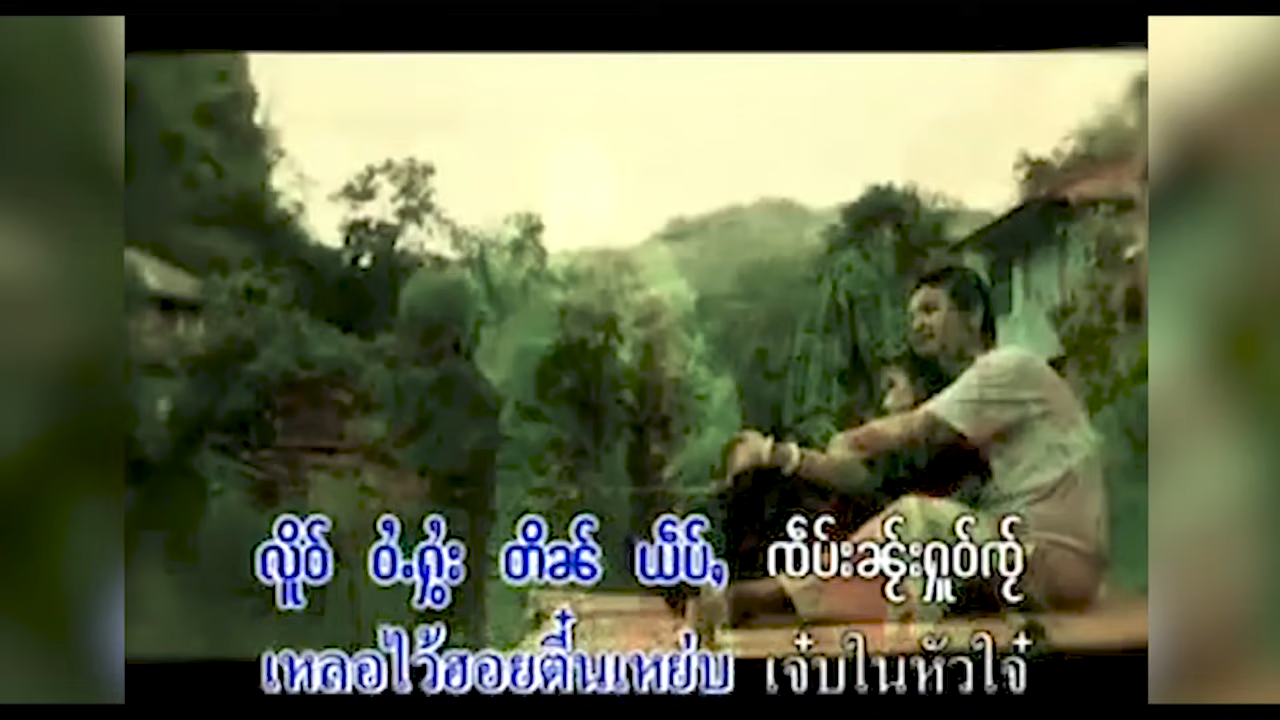 လိူဝ် ဝႆႉႁွႆး တိၼ် ယဵပ်ႇ ၸဵပ်းၼႂ်းႁူဝ်ၸႂ်
เหลอไว้ฮอยตี๋นเหย่บ เจ๋บในหัวใจ๋